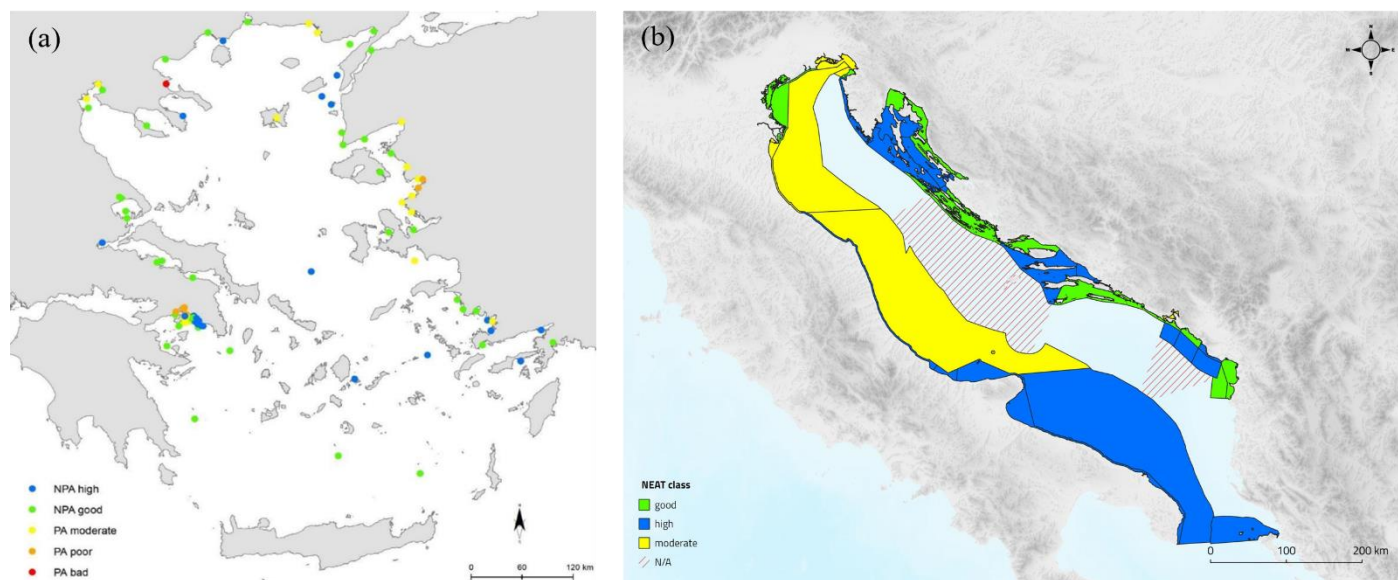 (a)
NPA high
NPA good
PA moderate
PA poor
PA bad
0 60 120 km
(b)
N
W E
S
NEAT class
good
high
moderate
N/A
0 100 200 km